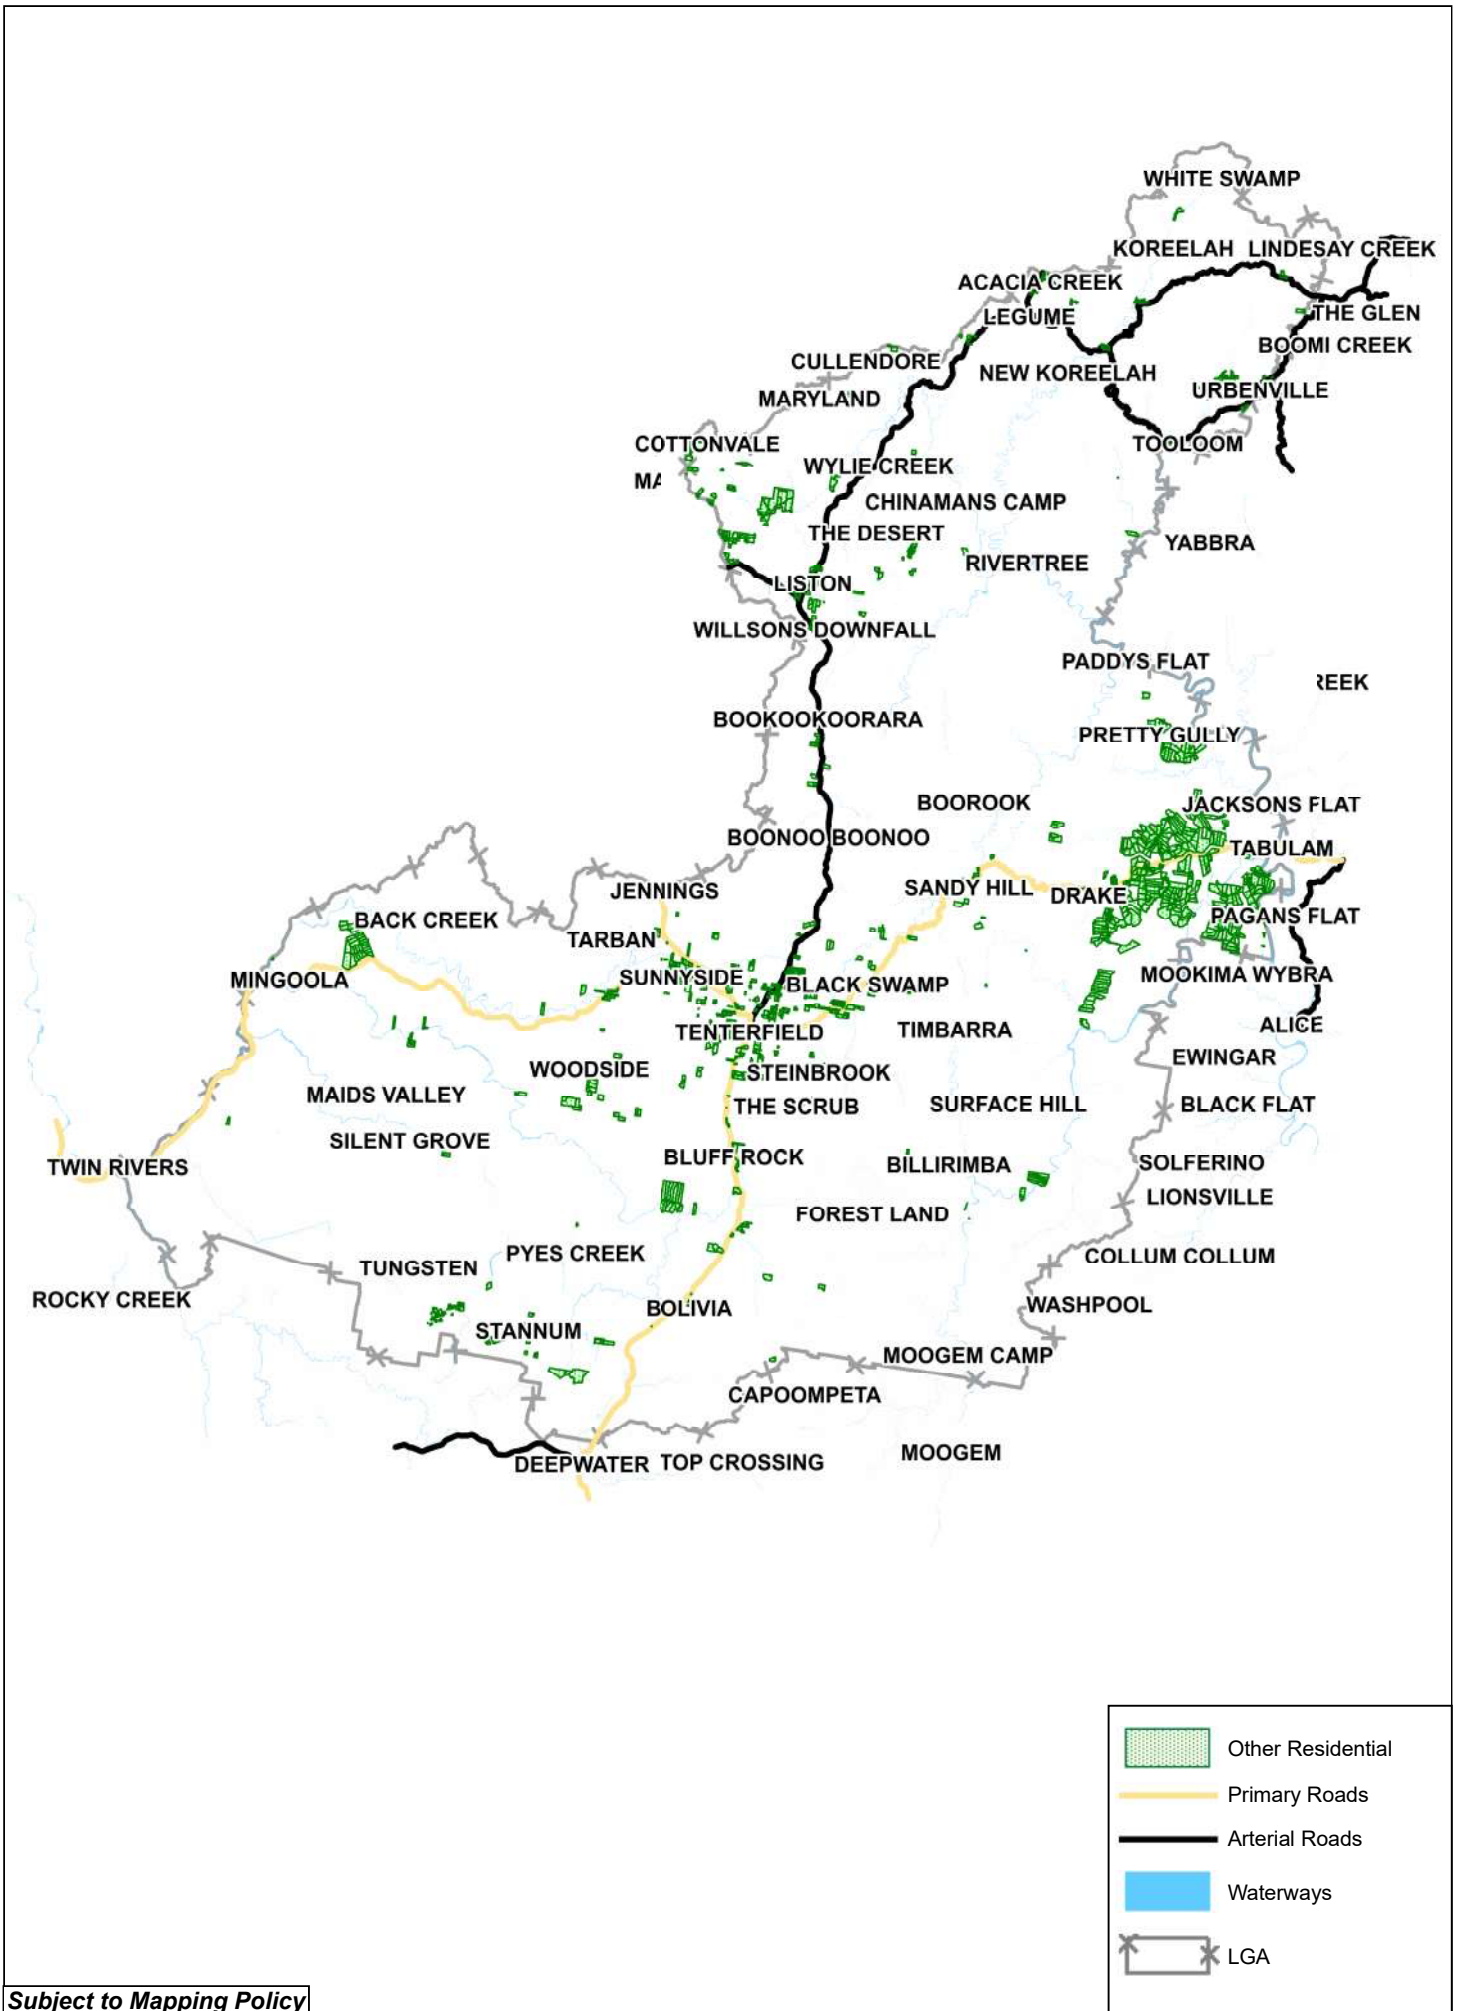 WHITE SWAMP
KOREELAH
LINDESAY CREEK
ACACIA CREEK
LEGUME
THE GLEN
BOOMI CREEK
CULLENDORE
NEW KOREELAH
URBENVILLE
MARYLAND
COTTONVALE
TOOLOOM
WYLIE CREEK
MA
CHINAMANS CAMP
THE DESERT
YABBRA
RIVERTREE
LISTON
WILLSONS DOWNFALL
PADDYS FLAT
REEK
BOOKOOKOORARA
PRETTY GULLY
BOOROOK
JACKSONS FLAT
BOONOO BOONOO
TABULAM
JENNINGS
SANDY HILL
DRAKE
BACK CREEK
PAGANS FLAT
TARBAN
MINGOOLA
SUNNYSIDE
BLACK SWAMP
MOOKIMA WYBRA
TENTERFIELD
TIMBARRA
ALICE
WOODSIDE
STEINBROOK
EWINGAR
MAIDS VALLEY
THE SCRUB
SURFACE HILL
BLACK FLAT
SILENT GROVE
TWIN RIVERS
BLUFF ROCK
BILLIRIMBA
SOLFERINO
LIONSVILLE
FOREST LAND
PYES CREEK
COLLUM COLLUM
TUNGSTEN
ROCKY CREEK
BOLIVIA
WASHPOOL
STANNUM
MOOGEM CAMP
CAPOOMPETA
DEEPWATER
TOP CROSSING
MOOGEM
Other Residential
Primary Roads
Arterial Roads
Waterways
LGA
Subject to Mapping Policy